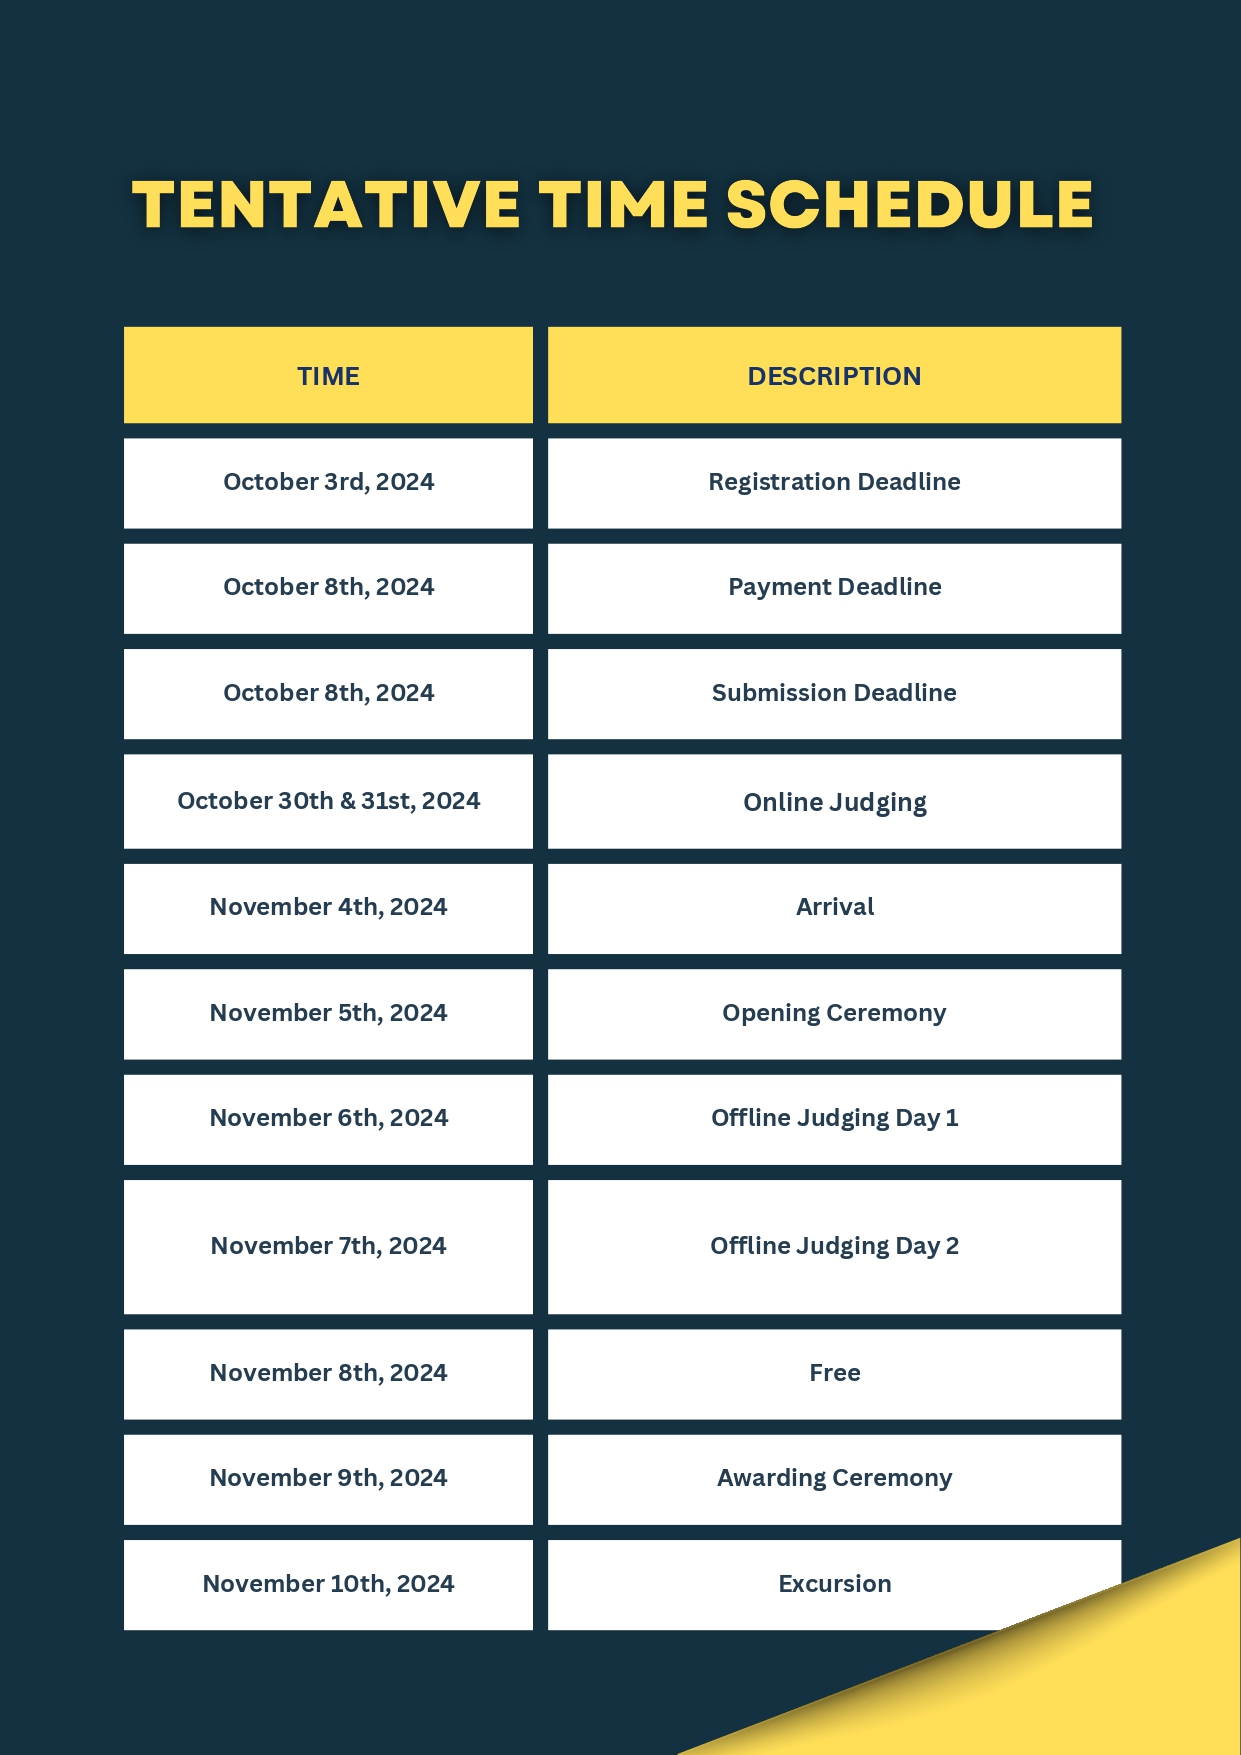 TENTATIVE TIME SCHEDULE
TIME
DESCRIPTION
October 3rd, 2024
Registration Deadline
October 8th, 2024
Payment Deadline
October 8th, 2024
Submission Deadline
October 30th & 31st, 2024
Online Judging
November 4th, 2024
Arrival
November 5th, 2024
Opening Ceremony
November 6th, 2024
Offline Judging Day 1
November 7th, 2024
Offline Judging Day 2
November 8th, 2024
Free
November 9th, 2024
Awarding Ceremony
November 10th, 2024
Excursion